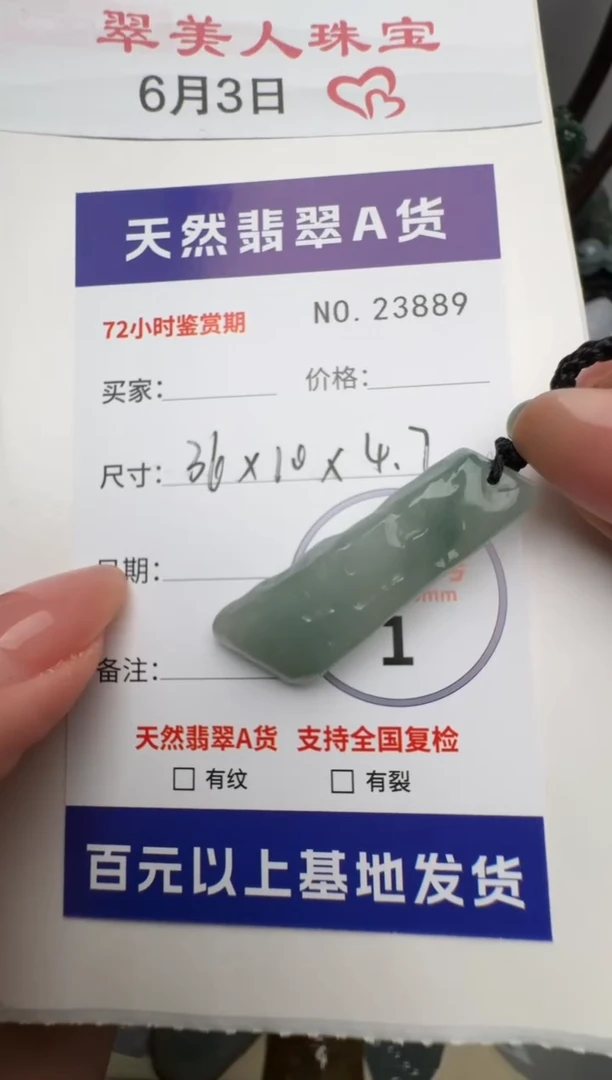 翠美人珠宝
6月3日
天然翡翠A货
72小时鉴赏期 NO. 23889
买家: 价格:
尺寸: 36×10×4.7
日期:
号
mm
1
备注:
天然翡翠A货 支持全国复检
□ 有纹 □ 有裂
百元以上基地发货